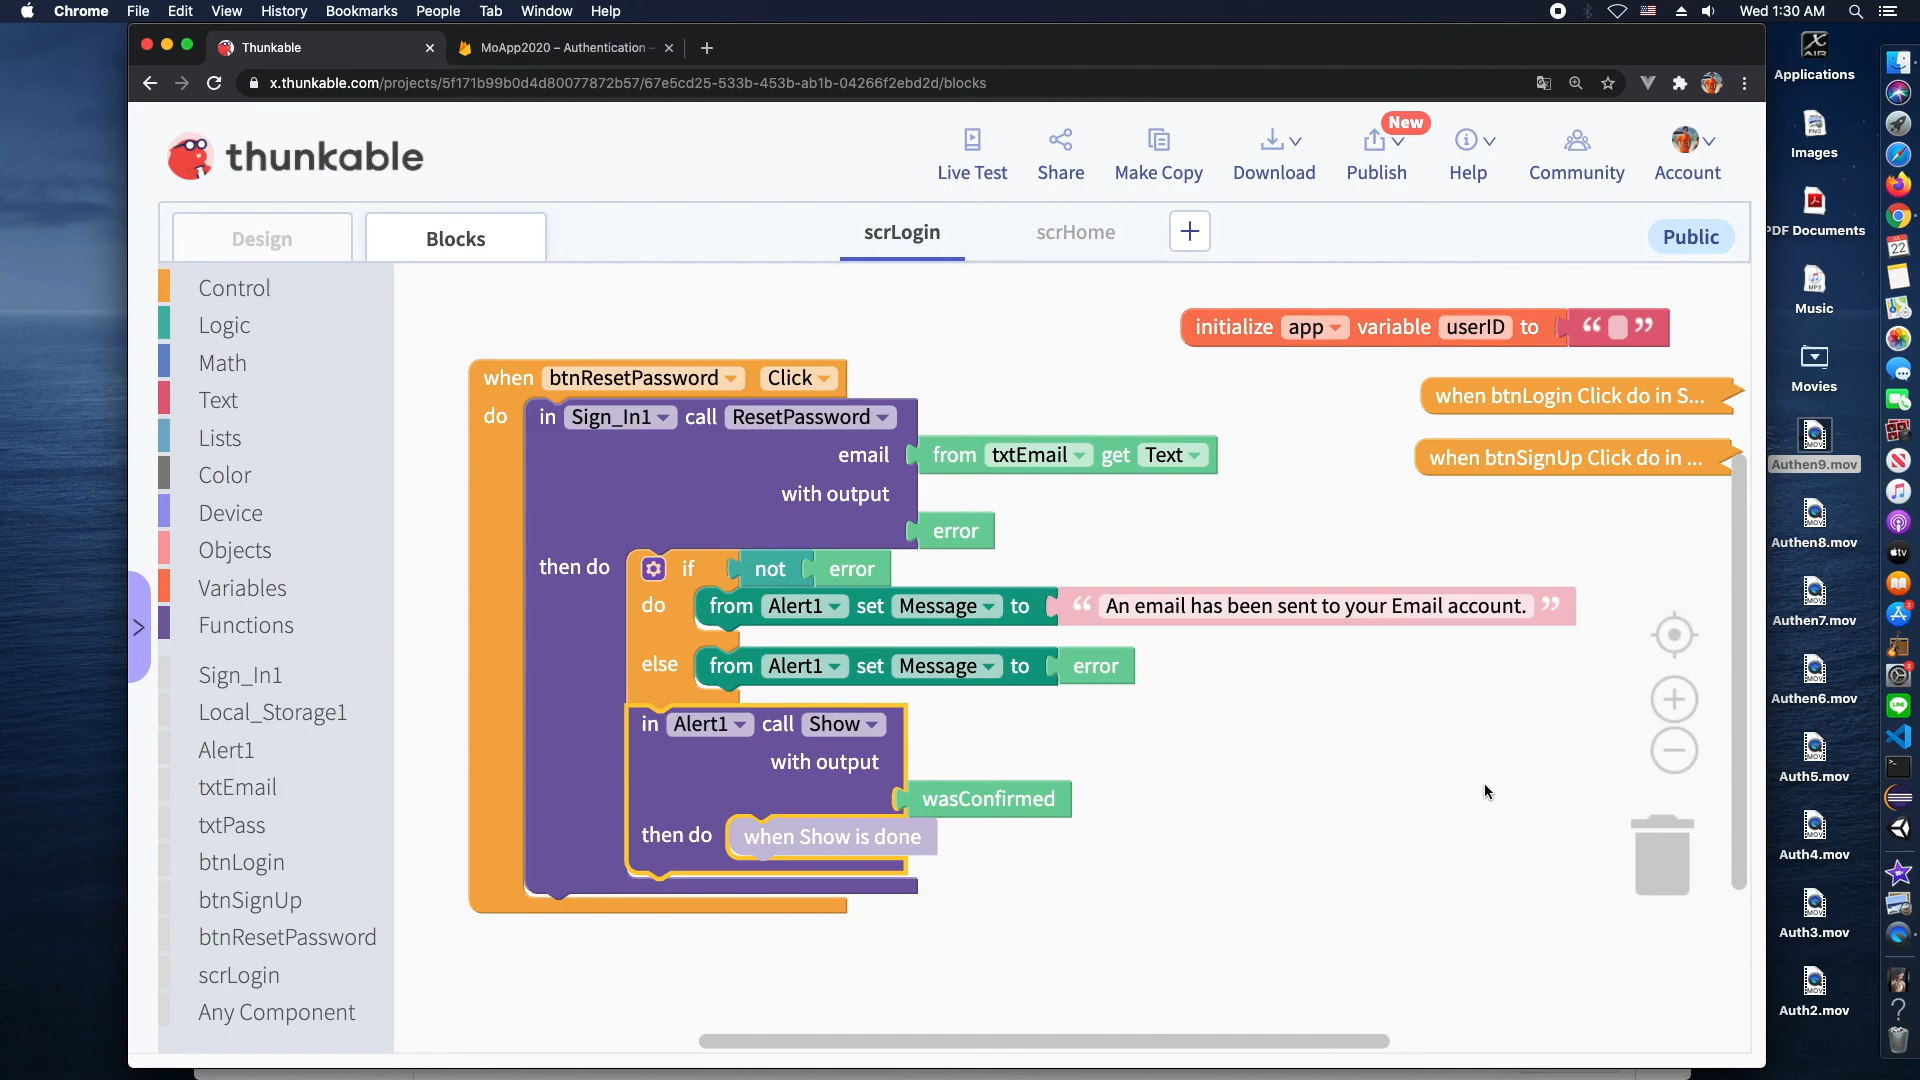 Chrome File Edit View History Bookmarks People Tab Window Help Wed 1:30 AM
Thunkable MoApp2020 – Authentication -
x.thunkable.com/projects/5f171b99b0d4d80077872b57/67e5cd25-533b-453b-ab1b-04266f2ebd2d/blocks
thunkable
New
Live Test Share Make Copy Download Publish Help Community Account
Design Blocks scrLogin scrHome + Public
Control
Logic
Math
Text
Lists
Color
Device
Objects
Variables
Functions
Sign_In1
Local_Storage1
Alert1
txtEmail
txtPass
btnLogin
btnSignUp
btnResetPassword
scrLogin
Any Component
initialize app variable userID to “ ”
when btnLogin Click do in S...
when btnSignUp Click do in ...
when btnResetPassword Click
do in Sign_In1 call ResetPassword
email from txtEmail get Text
with output
error
then do if not error
do from Alert1 set Message to “ An email has been sent to your Email account. ”
else from Alert1 set Message to error
in Alert1 call Show
with output
wasConfirmed
then do when Show is done
Applications
Images
PDF Documents
Music
Movies
Authen9.mov
Authen8.mov
Authen7.mov
Authen6.mov
Auth5.mov
Auth4.mov
Auth3.mov
Auth2.mov